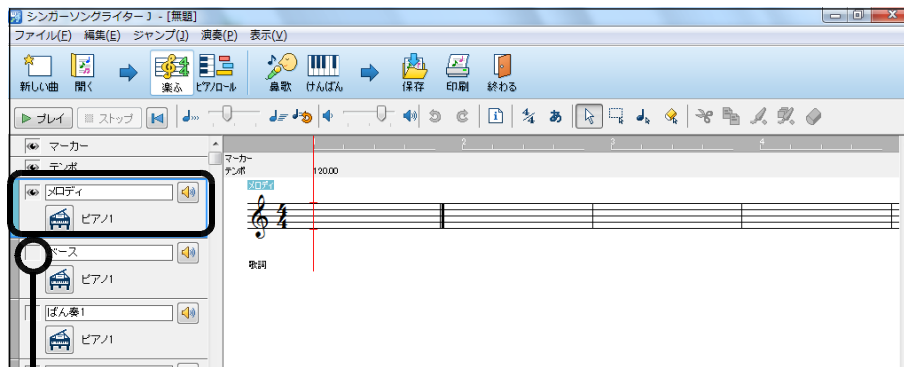 シンガーソングライターJ - [無題]
ファイル(F) 編集(E) ジャンプ(J) 演奏(P) 表示(V)
新しい曲 開く 楽ふ ピアノロール 鼻歌 けんばん 保存 印刷 終わる
プレイ ストップ あ
マーカー
テンポ
2 3 4
マーカー
テンポ 120.00
メロディ
メロディ
ピアノ1
歌詞
ベース
ピアノ1
ばん奏1
ピアノ1